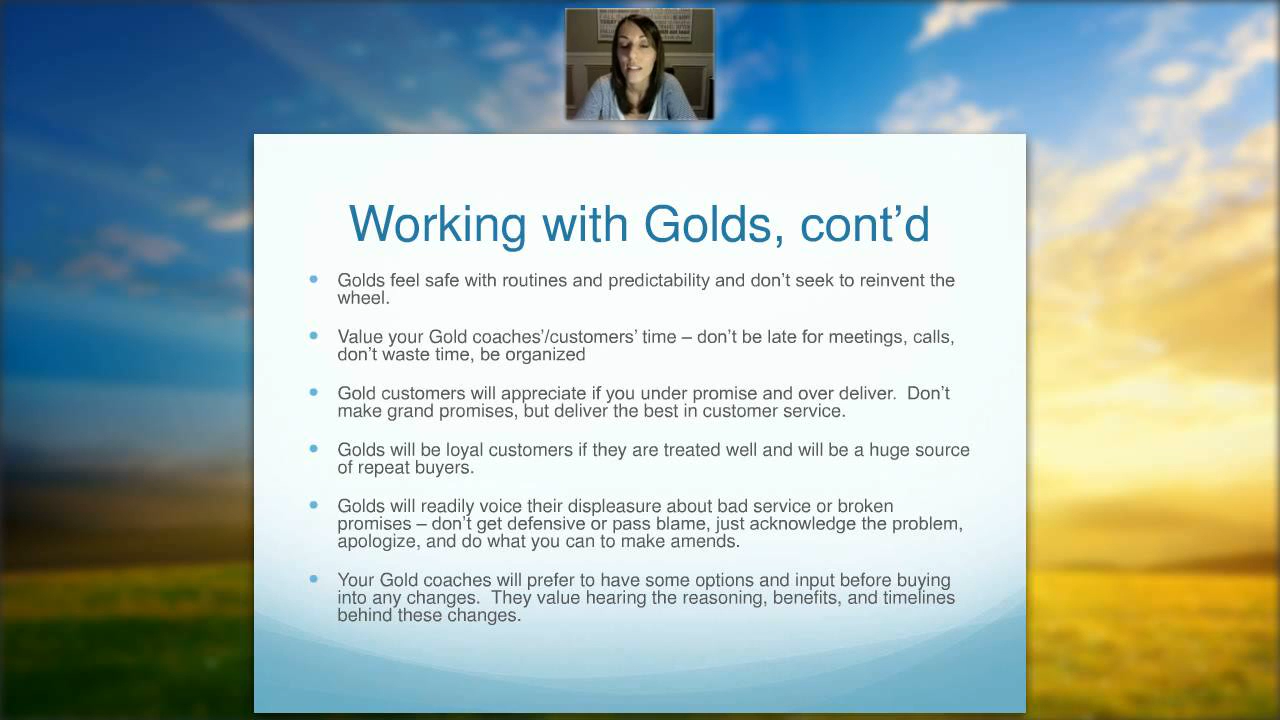 Working with Golds, cont’d
Golds feel safe with routines and predictability and don’t seek to reinvent the
wheel.
Value your Gold coaches’/customers’ time – don’t be late for meetings, calls,
don’t waste time, be organized
Gold customers will appreciate if you under promise and over deliver.  Don’t
make grand promises, but deliver the best in customer service.
Golds will be loyal customers if they are treated well and will be a huge source
of repeat buyers.
Golds will readily voice their displeasure about bad service or broken
promises – don’t get defensive or pass blame, just acknowledge the problem,
apologize, and do what you can to make amends.
Your Gold coaches will prefer to have some options and input before buying
into any changes.  They value hearing the reasoning, benefits, and timelines
behind these changes.